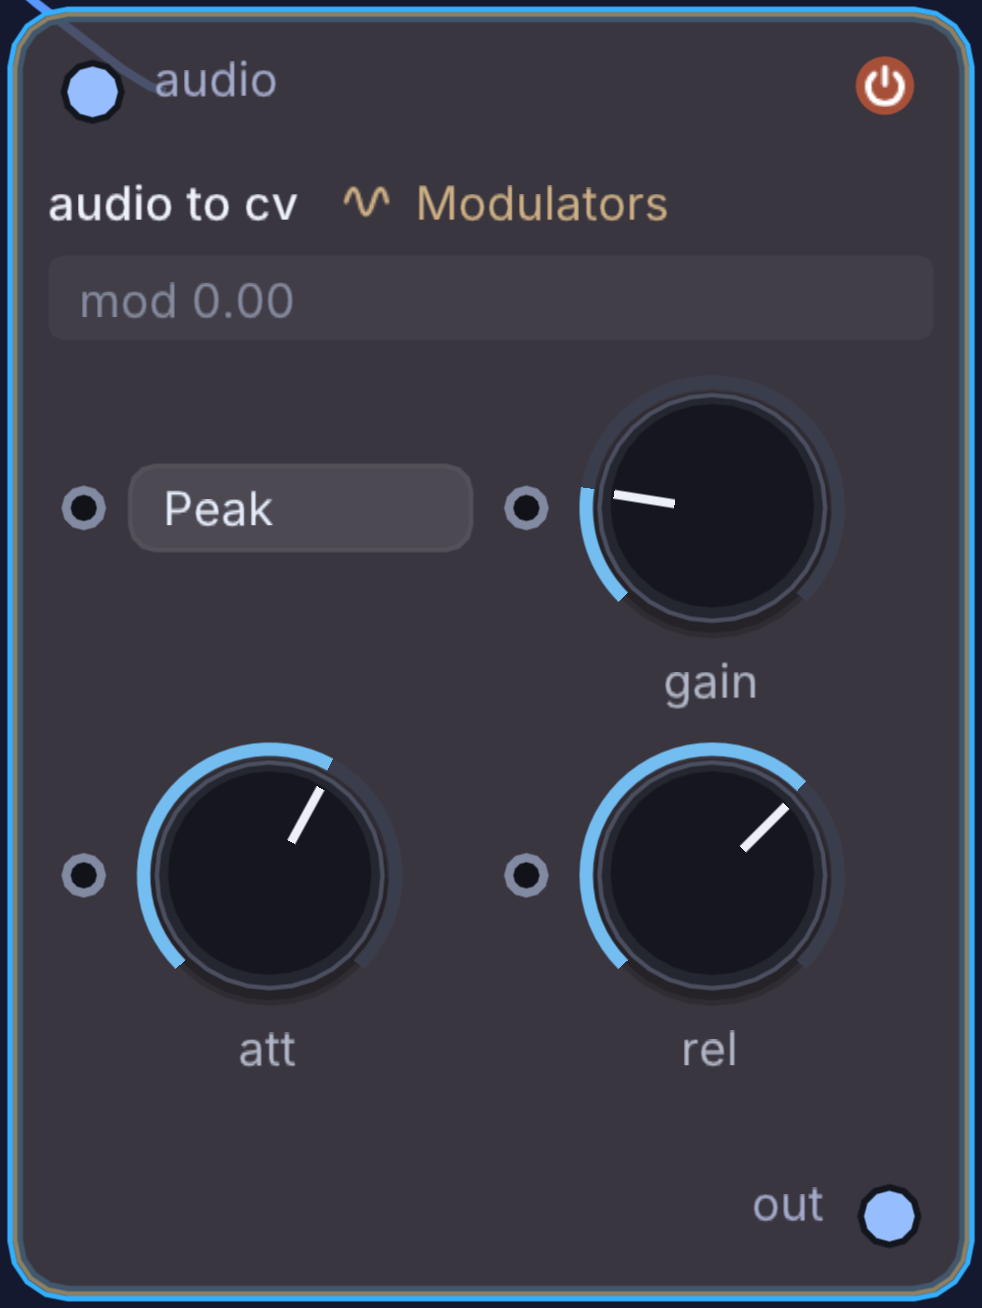 audio
audio to cv Modulators
mod 0.00
Peak
gain
att rel
out